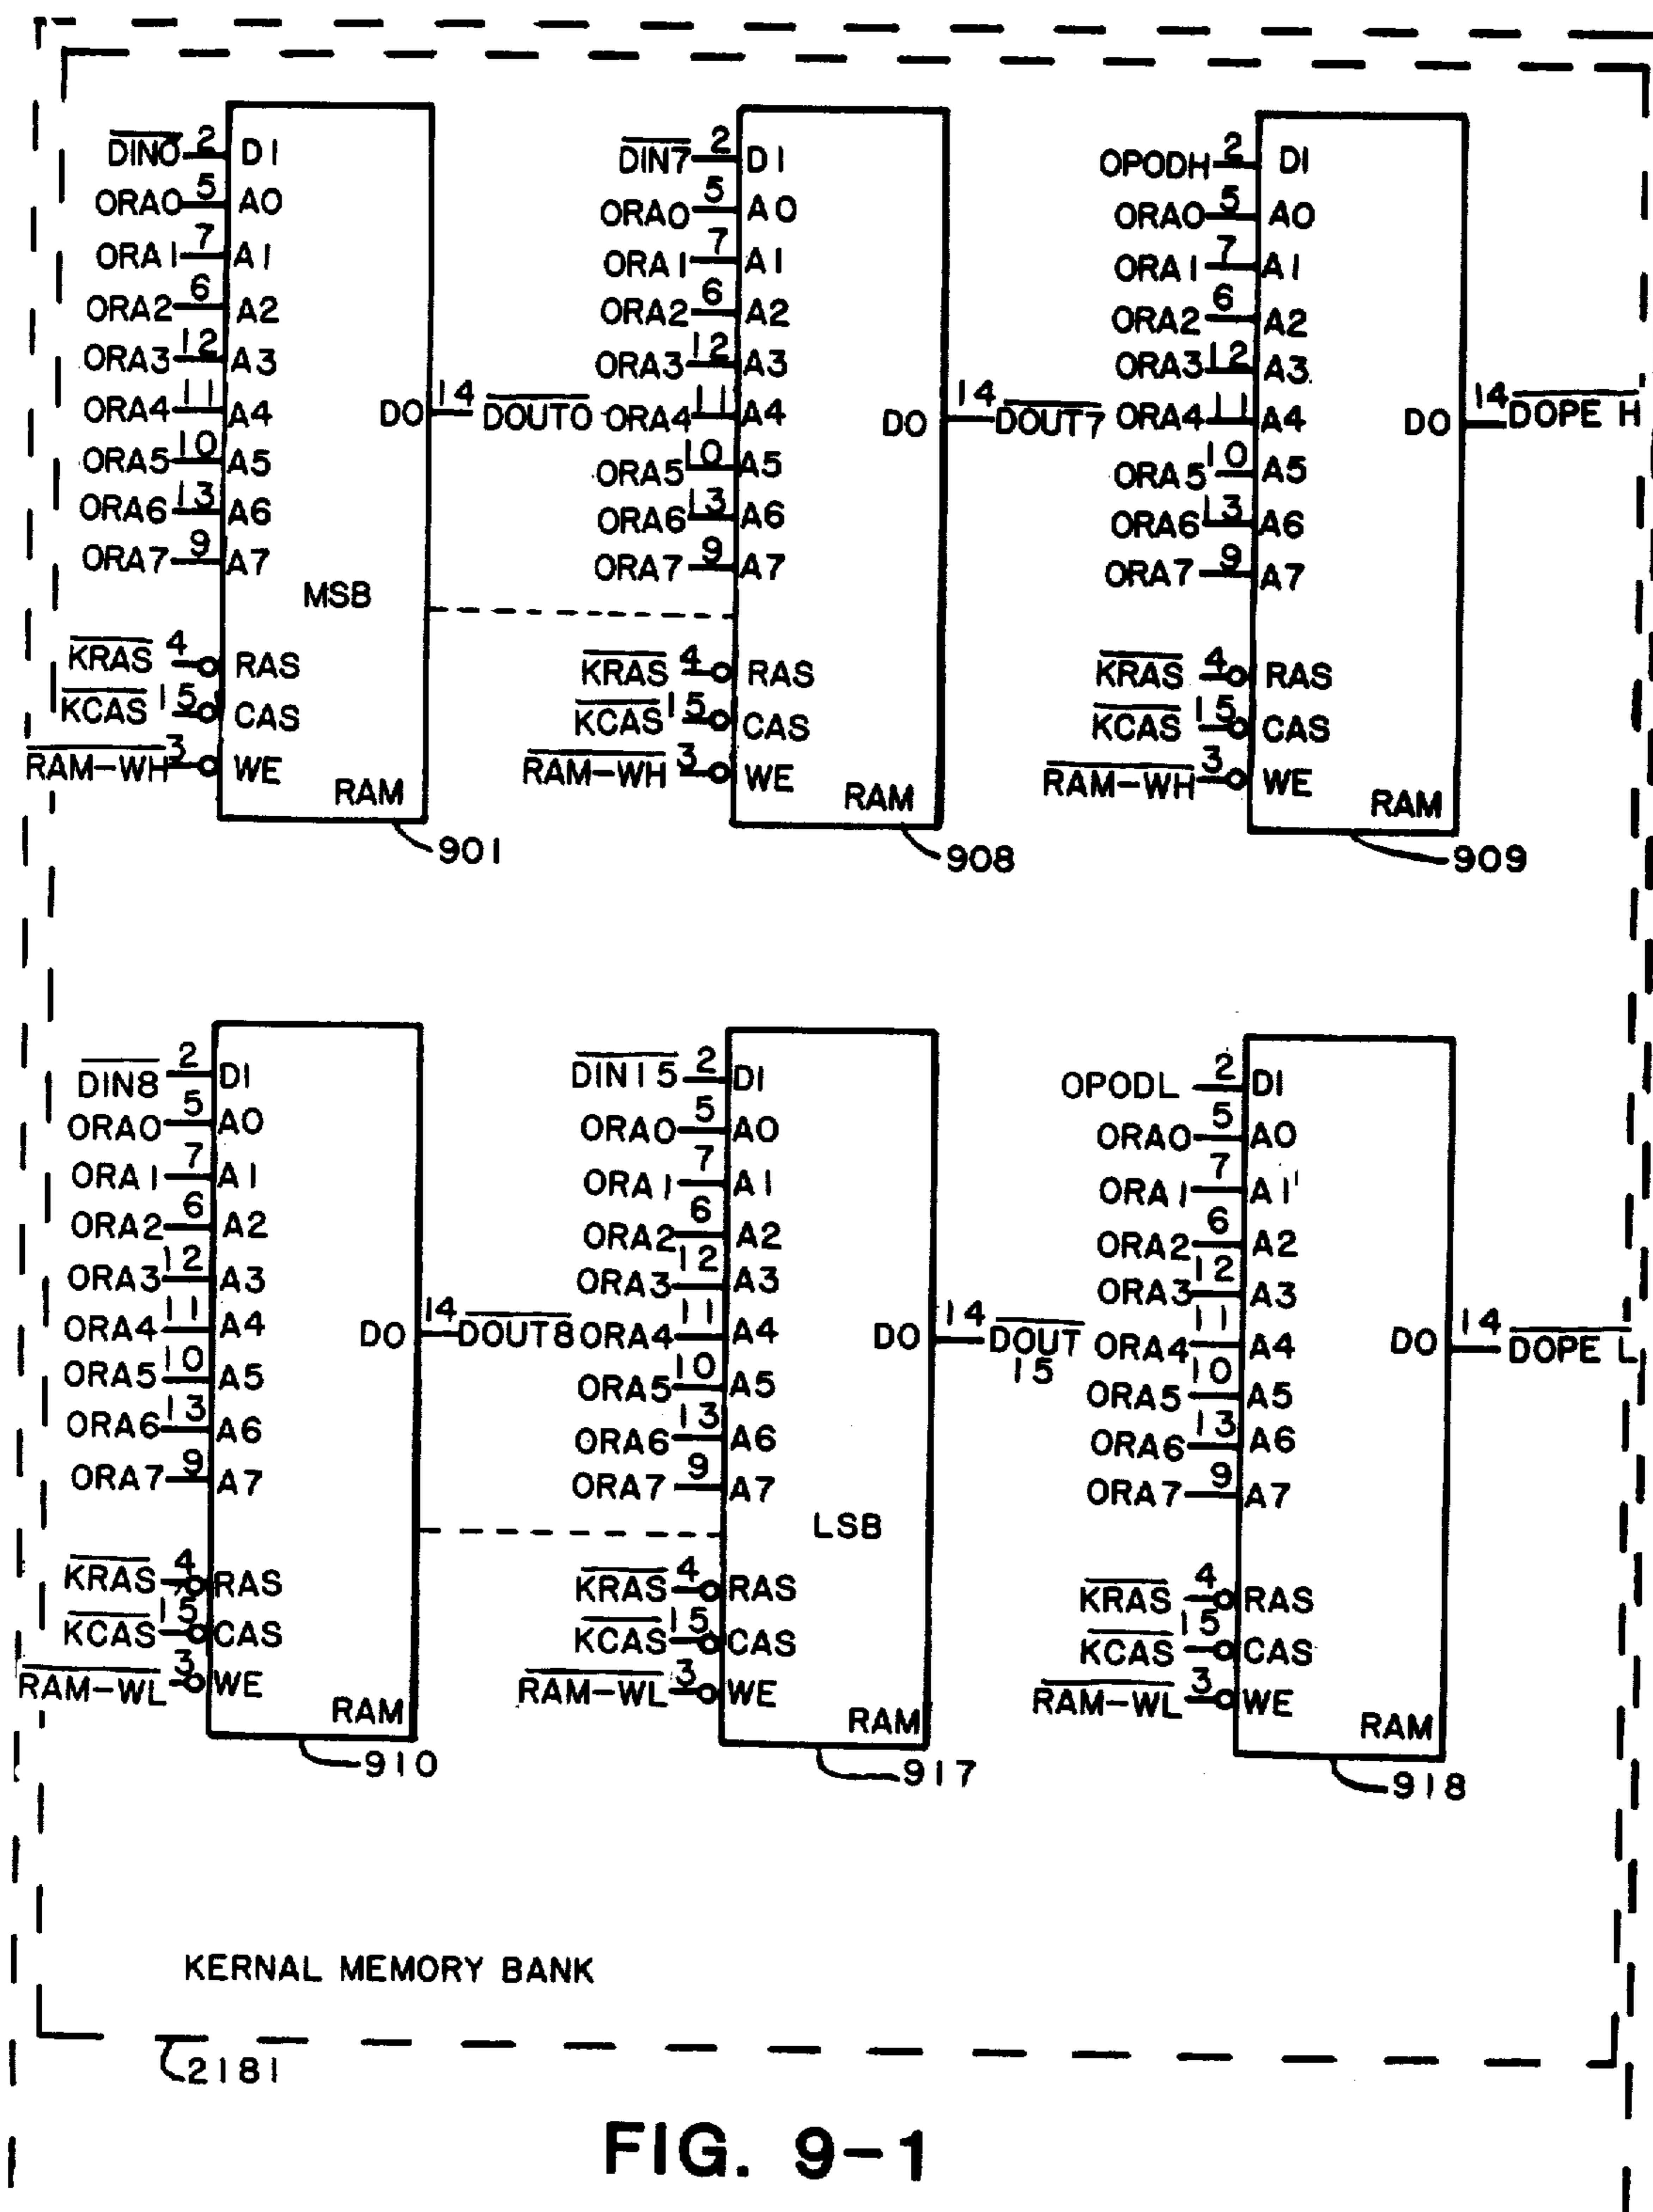 DIN0 2 DI
ORA0 5 A0
ORA1 7 A1
ORA2 6 A2
ORA3 12 A3
ORA4 11 A4
ORA5 10 A5
ORA6 13 A6
ORA7 9 A7
MSB
DO 14 DOUT0
KRAS 4 RAS
KCAS 15 CAS
RAM-WH 3 WE
RAM
901
DIN7 2 DI
ORA0 5 A0
ORA1 7 A1
ORA2 6 A2
ORA3 12 A3
ORA4 11 A4
ORA5 10 A5
ORA6 13 A6
ORA7 9 A7
DO 14 DOUT7
KRAS 4 RAS
KCAS 15 CAS
RAM-WH 3 WE
RAM
908
OPODH 2 DI
ORA0 5 A0
ORA1 7 A1
ORA2 6 A2
ORA3 12 A3
ORA4 11 A4
ORA5 10 A5
ORA6 13 A6
ORA7 9 A7
DO 14 DOPE H
KRAS 4 RAS
KCAS 15 CAS
RAM-WH 3 WE
RAM
909
DIN8 2 DI
ORA0 5 A0
ORA1 7 A1
ORA2 6 A2
ORA3 12 A3
ORA4 11 A4
ORA5 10 A5
ORA6 13 A6
ORA7 9 A7
DO 14 DOUT8
KRAS 4 RAS
KCAS 15 CAS
RAM-WL 3 WE
RAM
910
DIN15 2 DI
ORA0 5 A0
ORA1 7 A1
ORA2 6 A2
ORA3 12 A3
ORA4 11 A4
ORA5 10 A5
ORA6 13 A6
ORA7 9 A7
LSB
DO 14 DOUT
15
KRAS 4 RAS
KCAS 15 CAS
RAM-WL 3 WE
RAM
917
OPODL 2 DI
ORA0 5 A0
ORA1 7 A1
ORA2 6 A2
ORA3 12 A3
ORA4 11 A4
ORA5 10 A5
ORA6 13 A6
ORA7 9 A7
DO 14 DOPE L
KRAS 4 RAS
KCAS 15 CAS
RAM-WL 3 WE
RAM
918
KERNAL MEMORY BANK
2181
FIG. 9-1